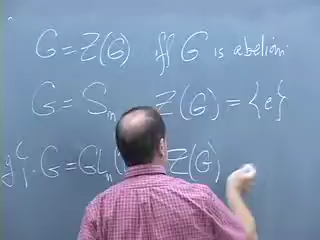 G = Z(G) iff G is abelian.
G = Sn Z(G) = {e}
G = GLn( Z(G)